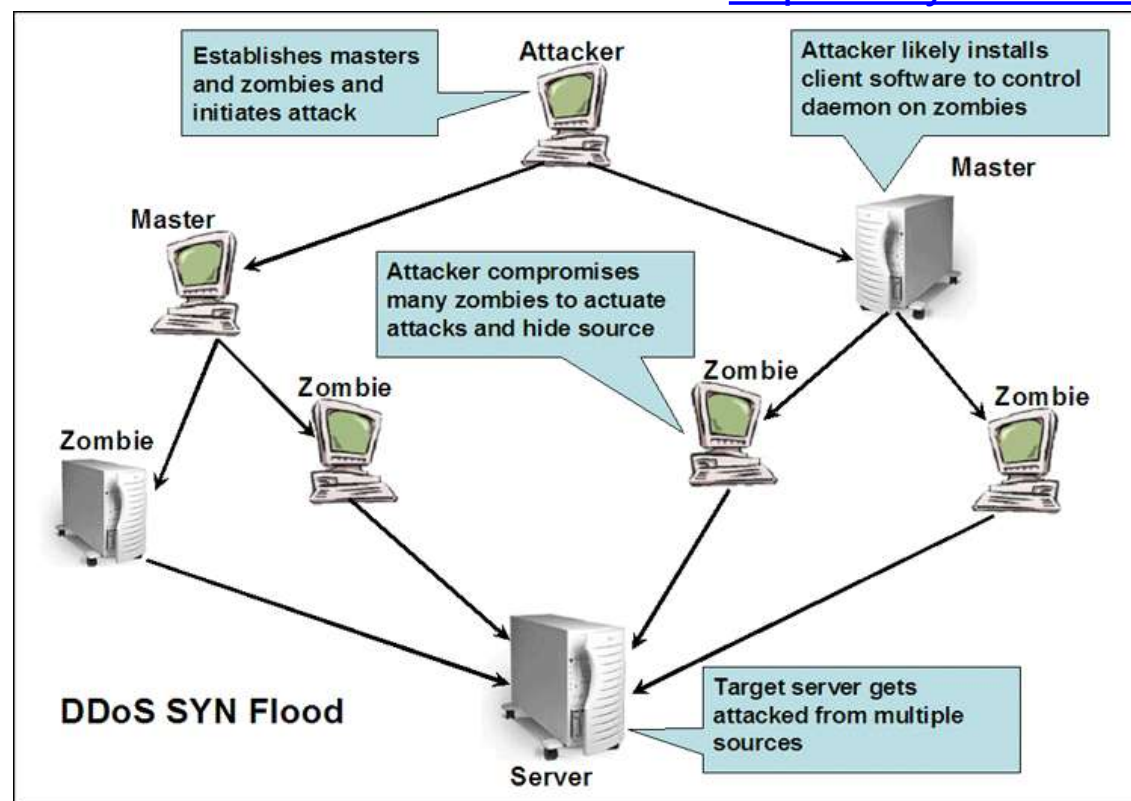 Establishes masters
and zombies and
initiates attack
Attacker
Attacker likely installs
client software to control
daemon on zombies
Master
Master
Attacker compromises
many zombies to actuate
attacks and hide source
Zombie
Zombie
Zombie
Zombie
DDoS SYN Flood
Target server gets
attacked from multiple
sources
Server